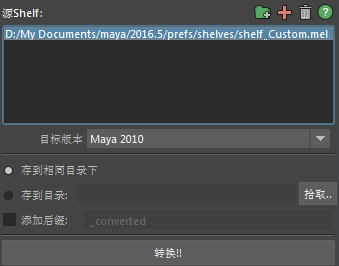 源Shelf:
D:/My Documents/maya/2016.5/prefs/shelves/shelf_Custom.mel
目标版本 Maya 2010
存到相同目录下
存到目录: 拾取..
添加后缀: _converted
转换!!